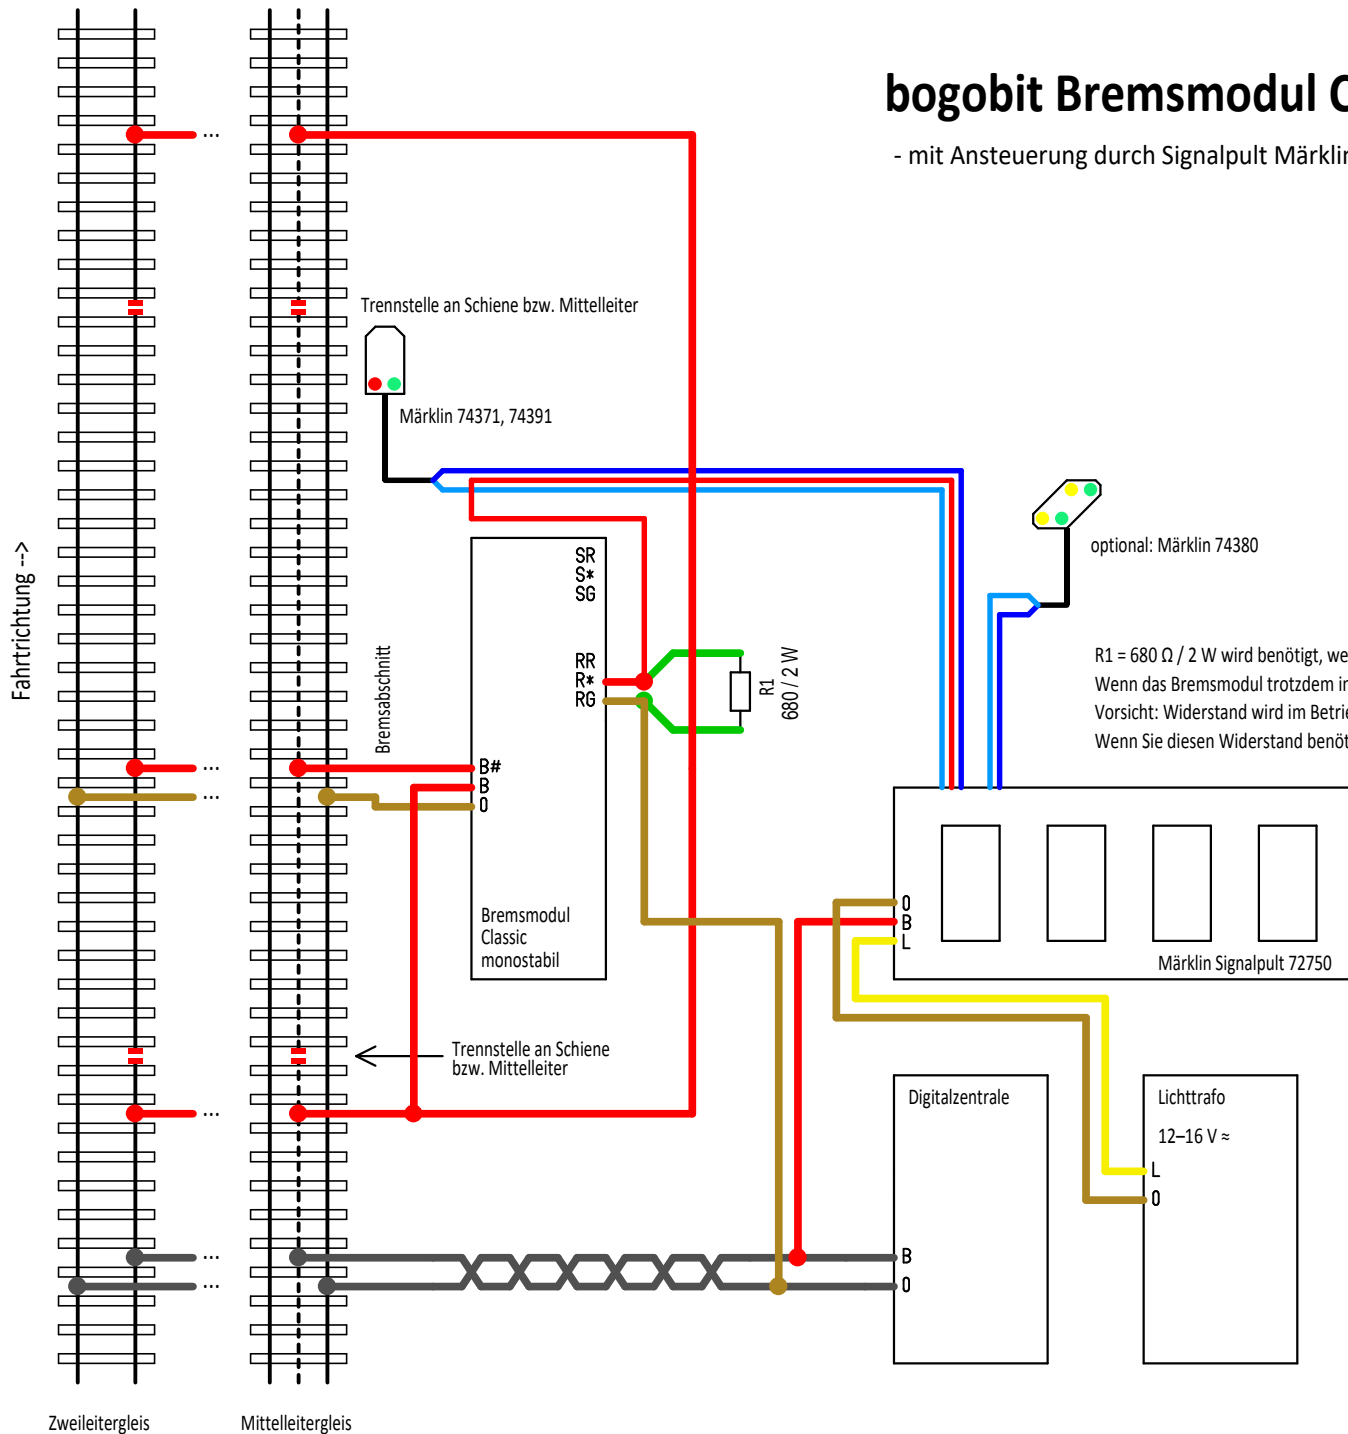 bogobit Bremsmodul C
- mit Ansteuerung durch Signalpult Märklin
...
Trennstelle an Schiene bzw. Mittelleiter
Märklin 74371, 74391
optional: Märklin 74380
Fahrtrichtung -->
Bremsabschnitt
SR
S*
SG
RR
R*
RG
R1
680 / 2 W
R1 = 680 Ω / 2 W wird benötigt, we
Wenn das Bremsmodul trotzdem in
Vorsicht: Widerstand wird im Betrie
Wenn Sie diesen Widerstand benöt
...
...
B#
B
0
Bremsmodul
Classic
monostabil
0
B
L
Märklin Signalpult 72750
Trennstelle an Schiene
bzw. Mittelleiter
...
Digitalzentrale
B
0
Lichttrafo
12–16 V ≈
L
0
...
...
Zweileitergleis
Mittelleitergleis